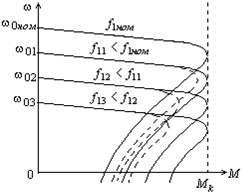 ω
ω0ном
f1ном
ω01
f11 < f1ном
ω02
f12 < f11
ω03
f13 < f12
0
Mk
M